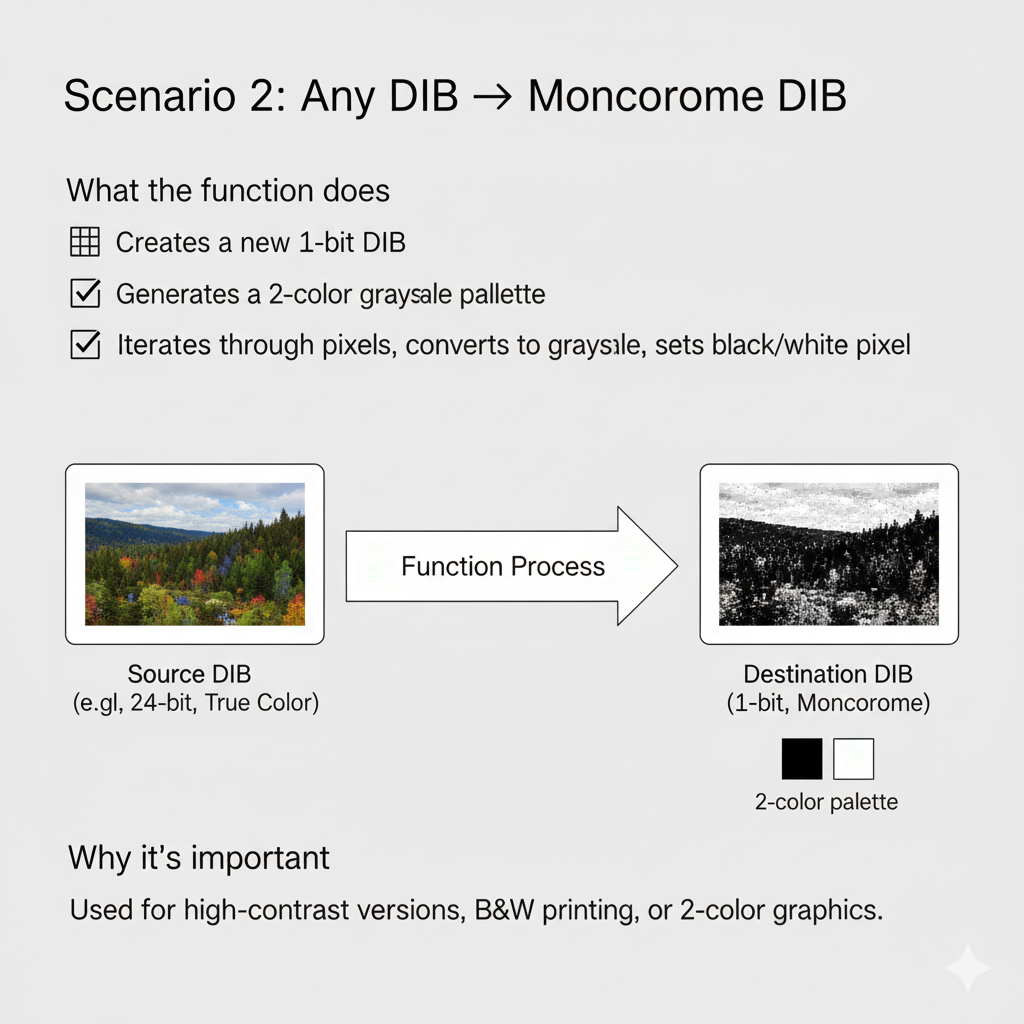 Scenario 2: Any DIB → Moncorome DIB
What the function does
Creates a new 1-bit DIB
Generates a 2-color graysale pallette
Iterates through pixels, converts to graysale, sets black/white pixel
Function Process
Source DIB
(e.gl, 24-bit, True Color)
Destination DIB
(1-bit, Moncorome)
2-color palette
Why it's important
Used for high-contrast versions, B&W printing, or 2-color graphics.